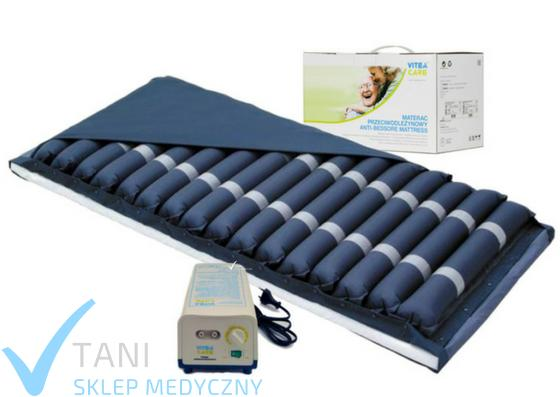 VITEA
CARE
MATERAC
PRZECIWODLEŻYNOWY
ANTI-BEDSORE MATTRESS
VITEA
CARE
TANI
SKLEP MEDYCZNY